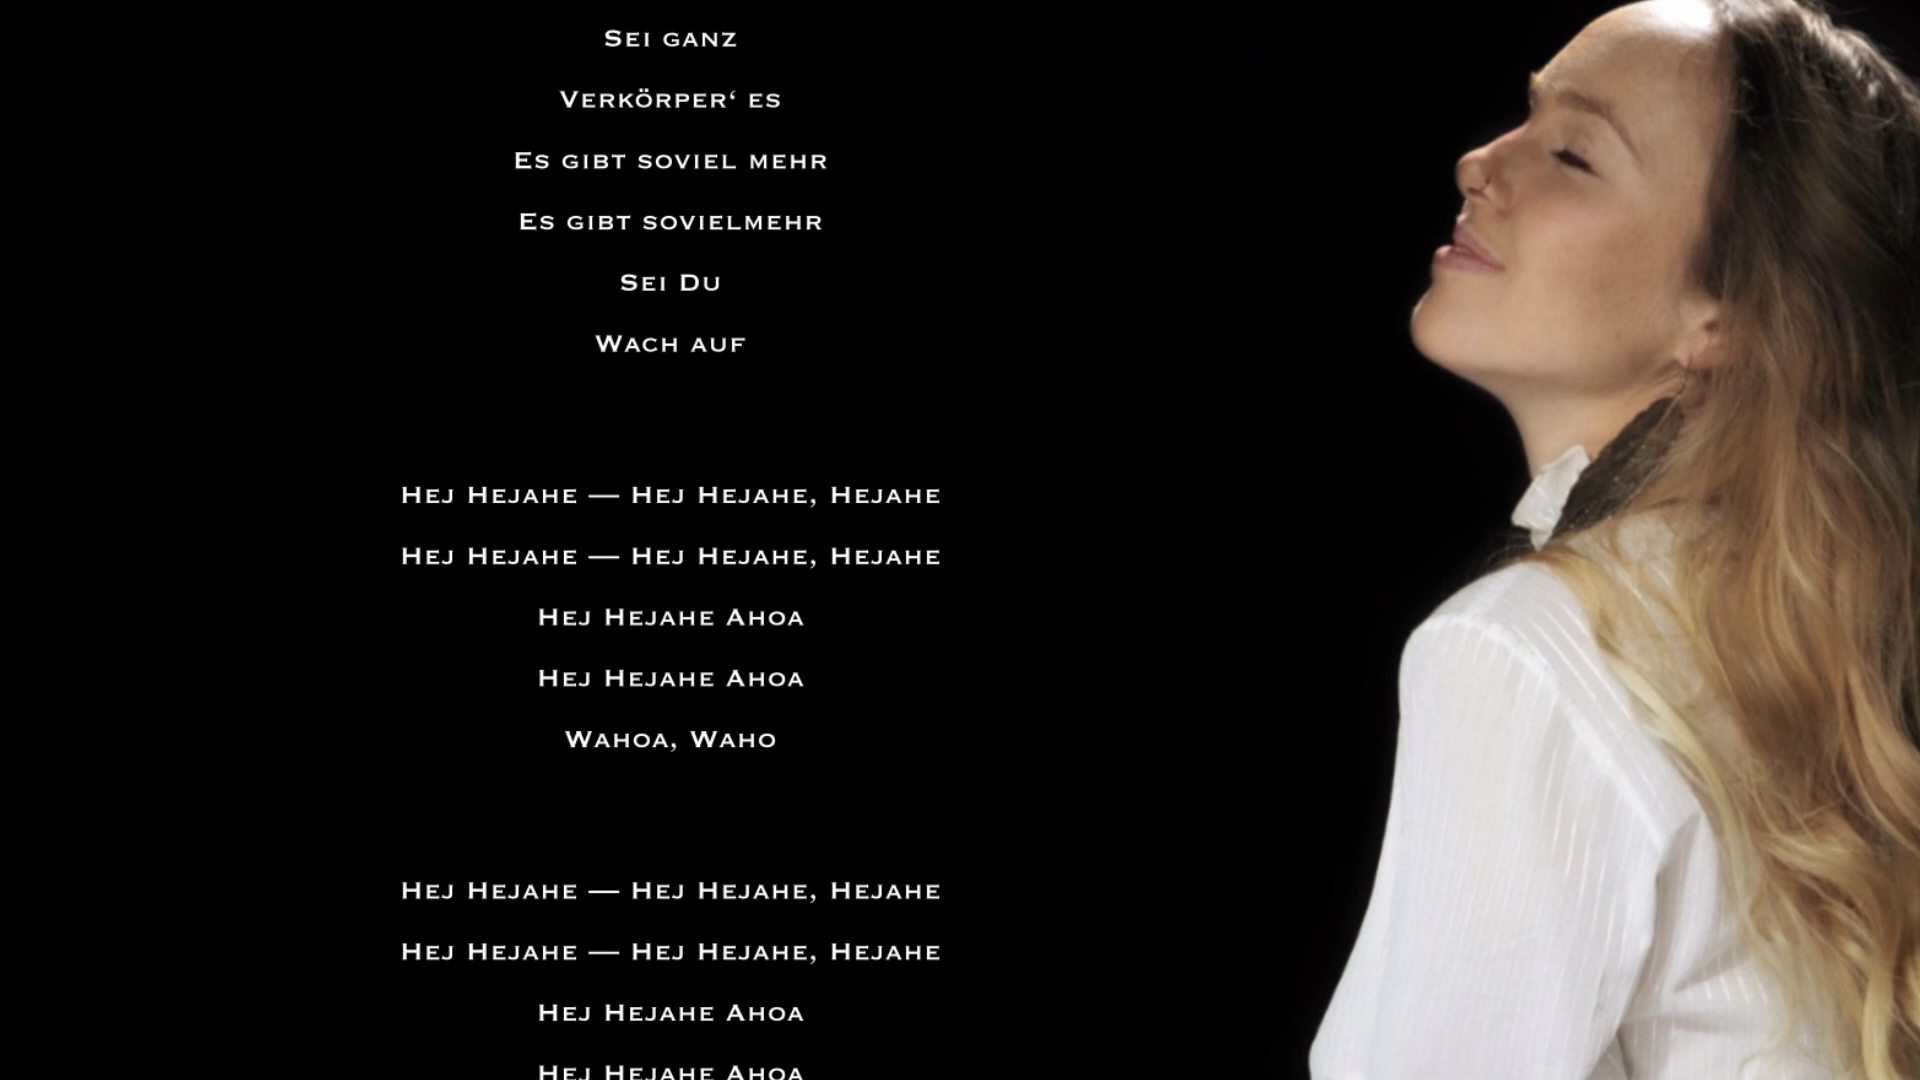 Sei ganz
Verkörper‘ es
Es gibt soviel mehr
Es gibt sovielmehr
Sei Du
Wach auf
Hej Hejahe — Hej Hejahe, Hejahe
Hej Hejahe — Hej Hejahe, Hejahe
Hej Hejahe Ahoa
Hej Hejahe Ahoa
Wahoa, Waho
Hej Hejahe — Hej Hejahe, Hejahe
Hej Hejahe — Hej Hejahe, Hejahe
Hej Hejahe Ahoa
Hej Hejahe Ahoa